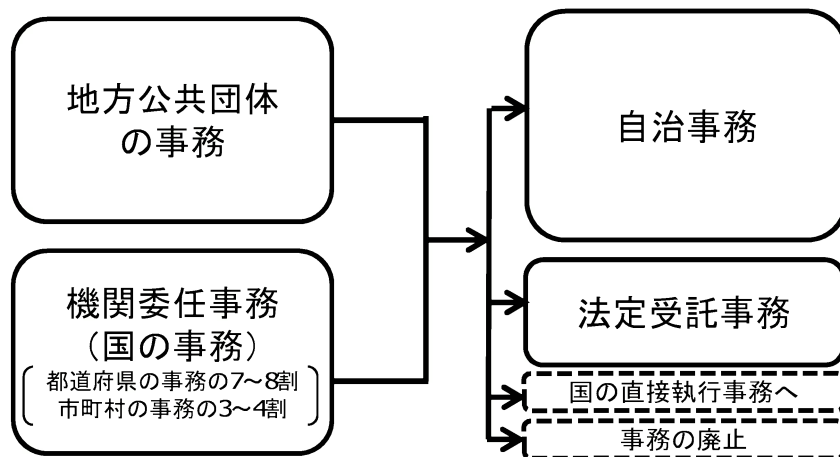 地方公共団体
の事務
機関委任事務
(国の事務)
都道府県の事務の7～8割
市町村の事務の3～4割
自治事務
法定受託事務
国の直接執行事務へ
事務の廃止